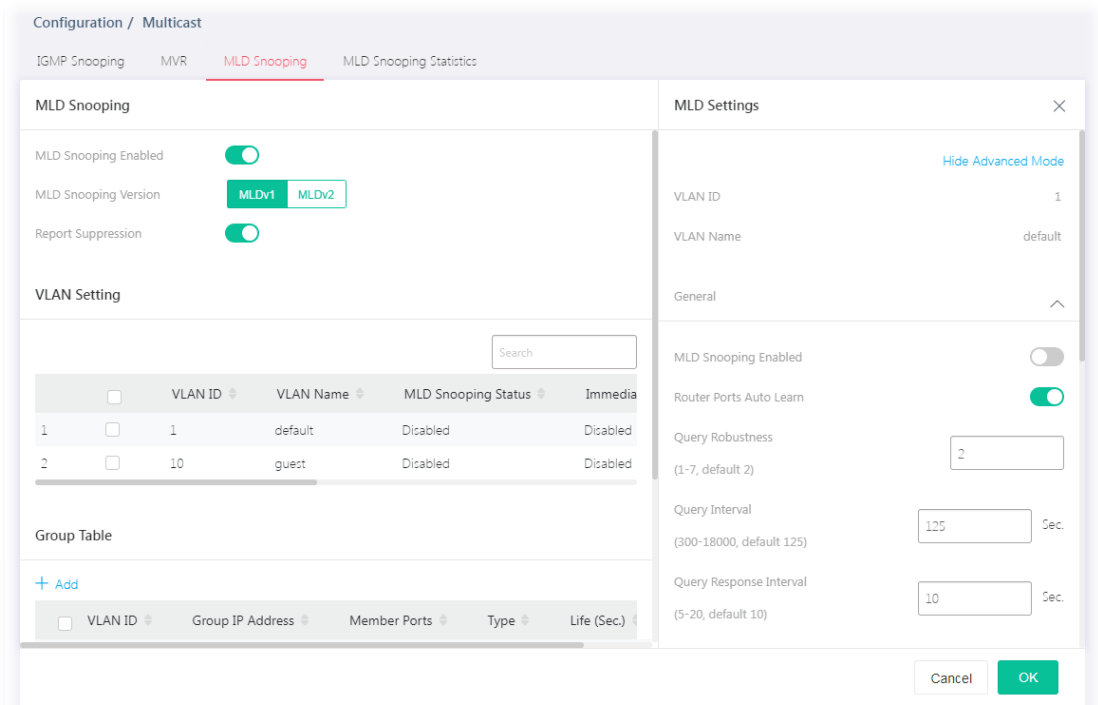 Configuration / Multicast
IGMP Snooping MVR MLD Snooping MLD Snooping Statistics
MLD Snooping
MLD Snooping Enabled
MLD Snooping Version MLDv1 MLDv2
Report Suppression
VLAN Setting
Search
VLAN ID VLAN Name MLD Snooping Status Immedia
1 1 default Disabled Disabled
2 10 guest Disabled Disabled
Group Table
+ Add
VLAN ID Group IP Address Member Ports Type Life (Sec.)
MLD Settings
Hide Advanced Mode
VLAN ID 1
VLAN Name default
General
MLD Snooping Enabled
Router Ports Auto Learn
Query Robustness
(1-7, default 2)
2
Query Interval
(300-18000, default 125)
125 Sec.
Query Response Interval
(5-20, default 10)
10 Sec.
Cancel OK